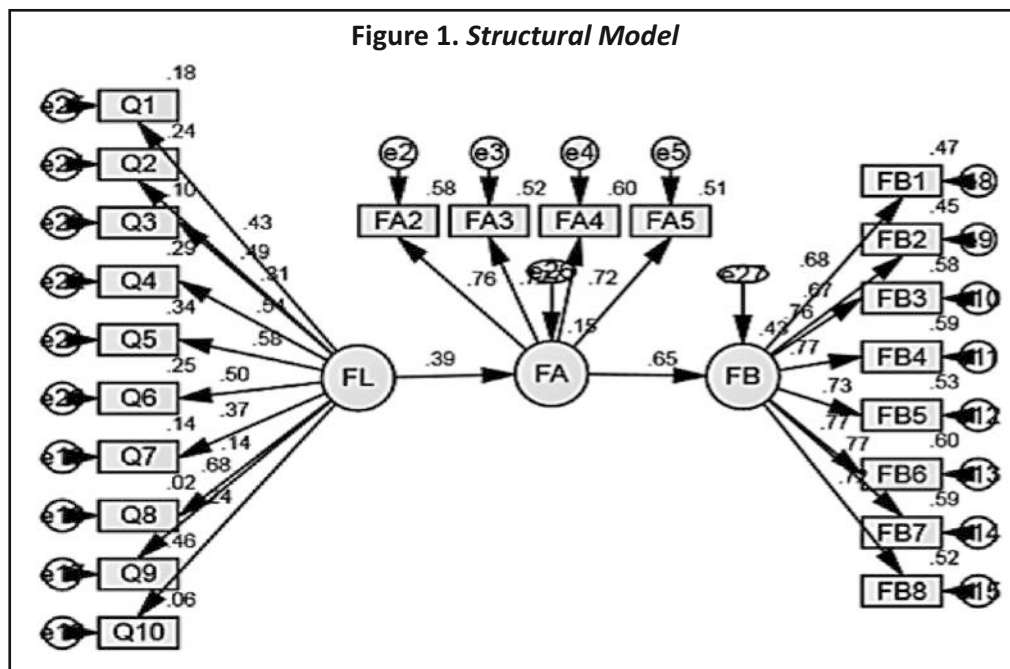 Figure 1. Structural Model
.18
Q1
.24
Q2
.10
Q3
.29
Q4
.34
Q5
.25
Q6
.14
Q7
.02
Q8
.46
Q9
.06
Q10
.43
.49
.31
.54
.58
.50
.37
.14
.68
.24
FL
.39
e2 e3 e4 e5
.58 .52 .60 .51
FA2 FA3 FA4 FA5
.76 .72
e26
.15
FA
.65
e27
.43
FB
.68
.67
.76
.77
.73
.77
.77
.47
FB1
.45
FB2
.58
FB3
.59
FB4
.53
FB5
.60
FB6
.59
FB7
.52
FB8